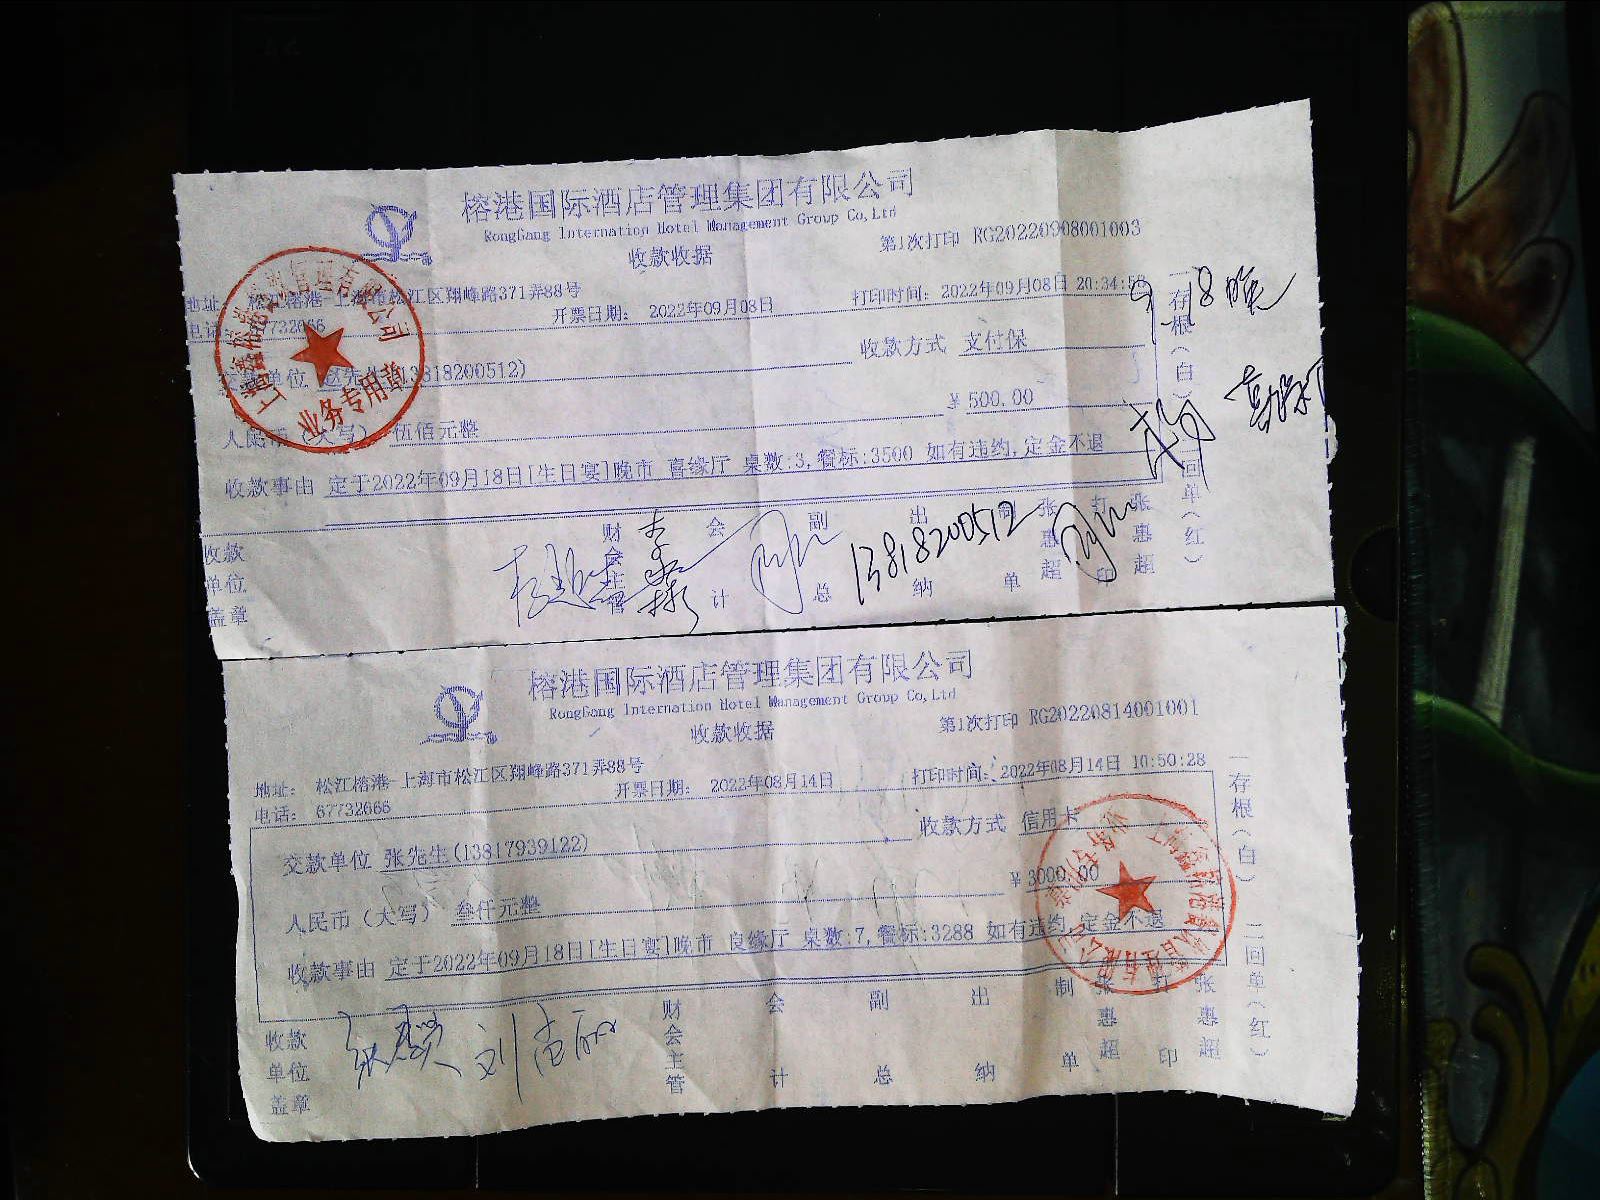 榕港国际酒店管理集团有限公司
RongGang Internation Hotel Management Group Co,Ltd
收款收据
第1次打印 RG20220908001003
地址: 松江榕港-上海市松江区翔峰路371弄88号
电话: 67732666
开票日期: 2022年09月08日
打印时间: 2022年09月08日 20:34:58
9.18晚
交款单位 赵先生(13818200512)
收款方式 支付保
人民币（大写） 伍佰元整
¥ 500.00
收款事由 定于2022年09月18日[生日宴]晚市 喜缘厅 桌数:3,餐标:3500 如有违约,定金不退
收款单位盖章
财会主管
会计
副总
出纳
制单
张惠超
打印
张惠超
13818200512
一存根(白)
二回单(红)
业务专用章
榕港国际酒店管理集团有限公司
RongGang Internation Hotel Management Group Co,Ltd
收款收据
第1次打印 RG20220814001001
地址: 松江榕港-上海市松江区翔峰路371弄88号
电话: 67732666
开票日期: 2022年08月14日
打印时间: 2022年08月14日 10:50:28
交款单位 张先生(13817939122)
收款方式 信用卡
人民币（大写） 叁仟元整
¥ 3000.00
收款事由 定于2022年09月18日[生日宴]晚市 良缘厅 桌数:7,餐标:3288 如有违约,定金不退
收款单位盖章
财会主管
会计
副总
出纳
制单
张惠超
打印
张惠超
一存根(白)
二回单(红)